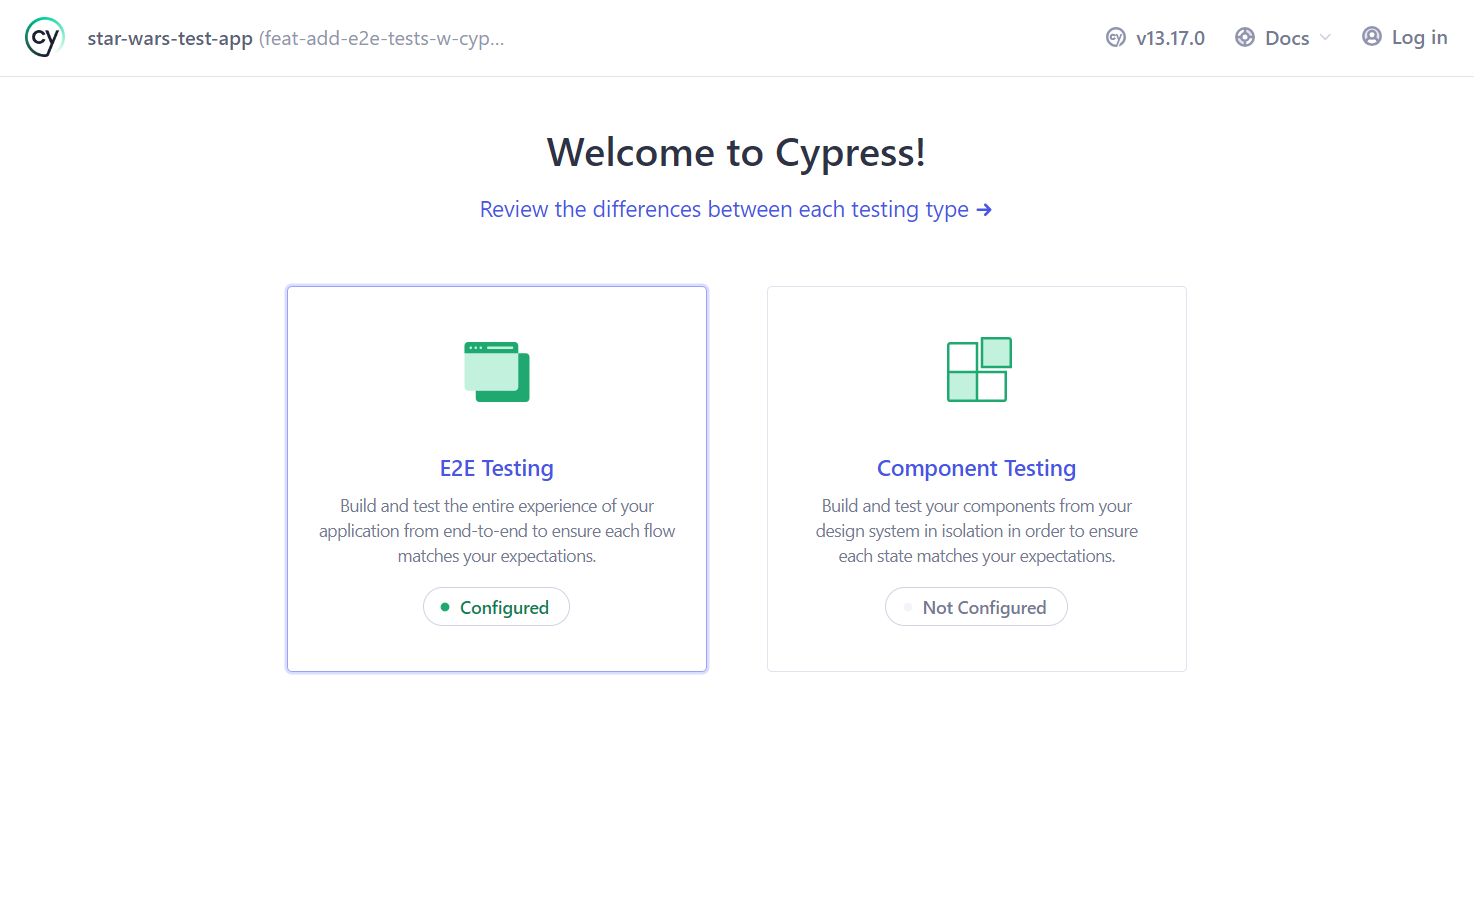 cy star-wars-test-app (feat-add-e2e-tests-w-cyp... cy v13.17.0 Docs Log in
Welcome to Cypress!
Review the differences between each testing type →
E2E Testing
Build and test the entire experience of your
application from end-to-end to ensure each flow
matches your expectations.
Configured
Component Testing
Build and test your components from your
design system in isolation in order to ensure
each state matches your expectations.
Not Configured